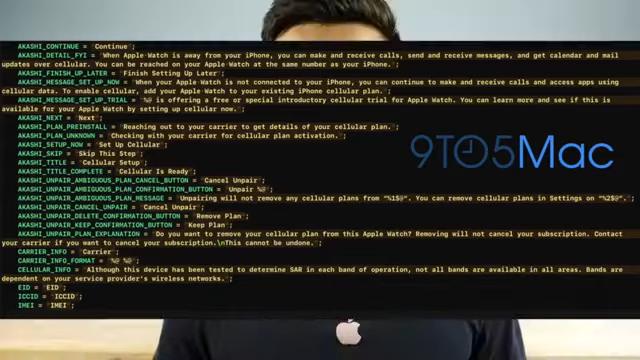 AKASHI_CONTINUE = "Continue";
AKASHI_DETAIL_FYI = "When Apple Watch is away from your iPhone, you can make and receive calls, send and receive messages, and get calendar and mail
updates over cellular. You can be reached on your Apple Watch at the same number as your iPhone.";
AKASHI_FINISH_UP_LATER = "Finish Setting Up Later";
AKASHI_MESSAGE_SET_UP_NOW = "When your Apple Watch is not connected to your iPhone, you can continue to make and receive calls and access apps using
cellular data. To enable cellular, add your Apple Watch to your existing iPhone cellular plan.";
AKASHI_MESSAGE_SET_UP_TRIAL = "%@ is offering a free or special introductory cellular trial for Apple Watch. You can learn more and see if this is
available for your Apple Watch by setting up cellular now.";
AKASHI_NEXT = "Next";
AKASHI_PLAN_PREINSTALL = "Reaching out to your carrier to get details of your cellular plan.";
AKASHI_PLAN_UNKNOWN = "Checking with your carrier for cellular plan activation.";
AKASHI_SETUP_NOW = "Set Up Cellular";
AKASHI_SKIP = "Skip This Step";
AKASHI_TITLE = "Cellular Setup";
AKASHI_TITLE_COMPLETE = "Cellular Is Ready";
AKASHI_UNPAIR_AMBIGUOUS_PLAN_CANCEL_BUTTON = "Cancel Unpair";
AKASHI_UNPAIR_AMBIGUOUS_PLAN_CONFIRMATION_BUTTON = "Unpair %@";
AKASHI_UNPAIR_AMBIGUOUS_PLAN_MESSAGE = "Unpairing will not remove any cellular plans from “%1$@”. You can remove cellular plans in Settings on “%2$@”.";
AKASHI_UNPAIR_CANCEL_UNPAIR = "Cancel Unpair";
AKASHI_UNPAIR_DELETE_CONFIRMATION_BUTTON = "Remove Plan";
AKASHI_UNPAIR_KEEP_CONFIRMATION_BUTTON = "Keep Plan";
AKASHI_UNPAIR_PLAN_EXPLANATION = "Do you want to remove your cellular plan from this Apple Watch? Removing will not cancel your subscription. Contact
your carrier if you want to cancel your subscription.\nThis cannot be undone.";
CARRIER_INFO = "Carrier";
CARRIER_INFO_FORMAT = "%@ %@";
CELLULAR_INFO = "Although this device has been tested to determine SAR in each band of operation, not all bands are available in all areas. Bands are
dependent on your service provider's wireless networks.";
EID = "EID";
ICCID = "ICCID";
IMEI = "IMEI";
9TO5Mac